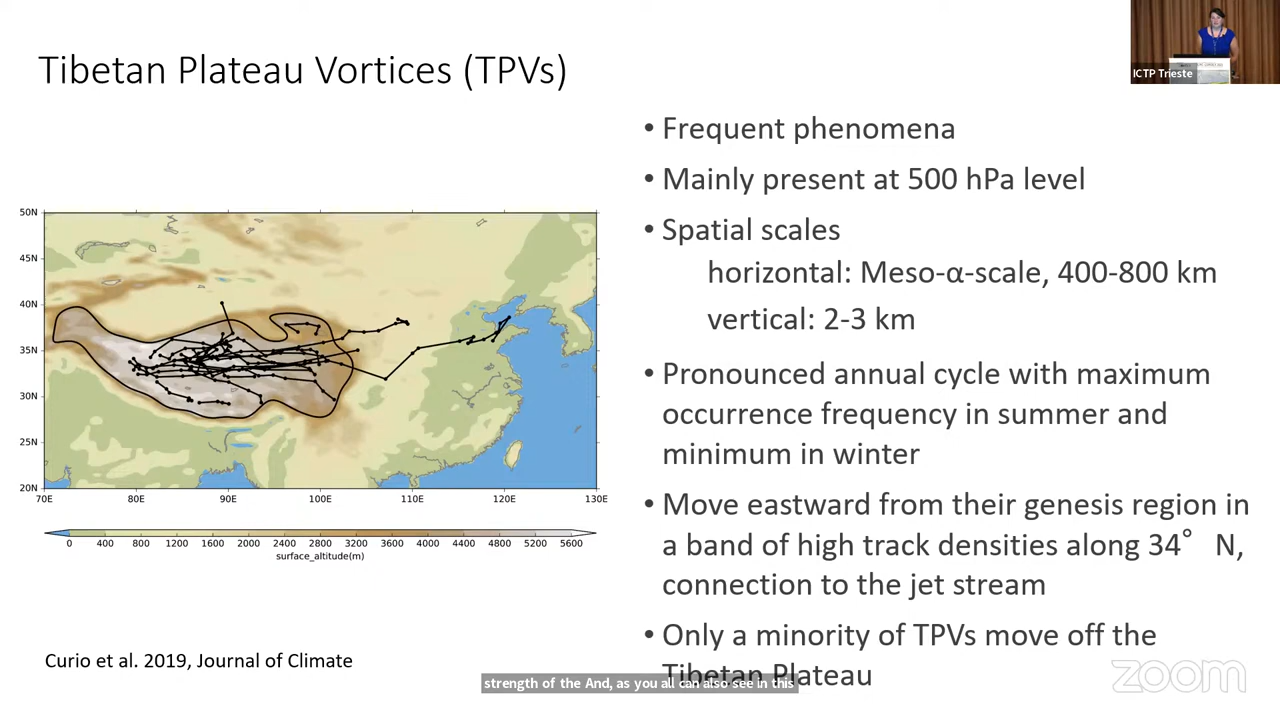 Tibetan Plateau Vortices (TPVs)
ICTP Trieste
• Frequent phenomena
• Mainly present at 500 hPa level
• Spatial scales
horizontal: Meso-α-scale, 400-800 km
vertical: 2-3 km
• Pronounced annual cycle with maximum
occurrence frequency in summer and
minimum in winter
• Move eastward from their genesis region in
a band of high track densities along 34° N,
connection to the jet stream
• Only a minority of TPVs move off the
Tibetan Plateau
50N
45N
40N
35N
30N
25N
20N
70E 80E 90E 100E 110E 120E 130E
0 400 800 1200 1600 2000 2400 2800 3200 3600 4000 4400 4800 5200 5600
surface_altitude(m)
Curio et al. 2019, Journal of Climate
strength of the And, as you all can also see in this
zoom